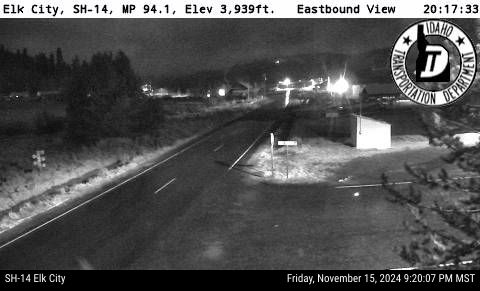 Elk City, SH-14, MP 94.1, Elev 3,939ft. Eastbound View 20:17:33
IDAHO
TRANSPORTATION DEPARTMENT
SH-14 Elk City Friday, November 15, 2024 9:20:07 PM MST